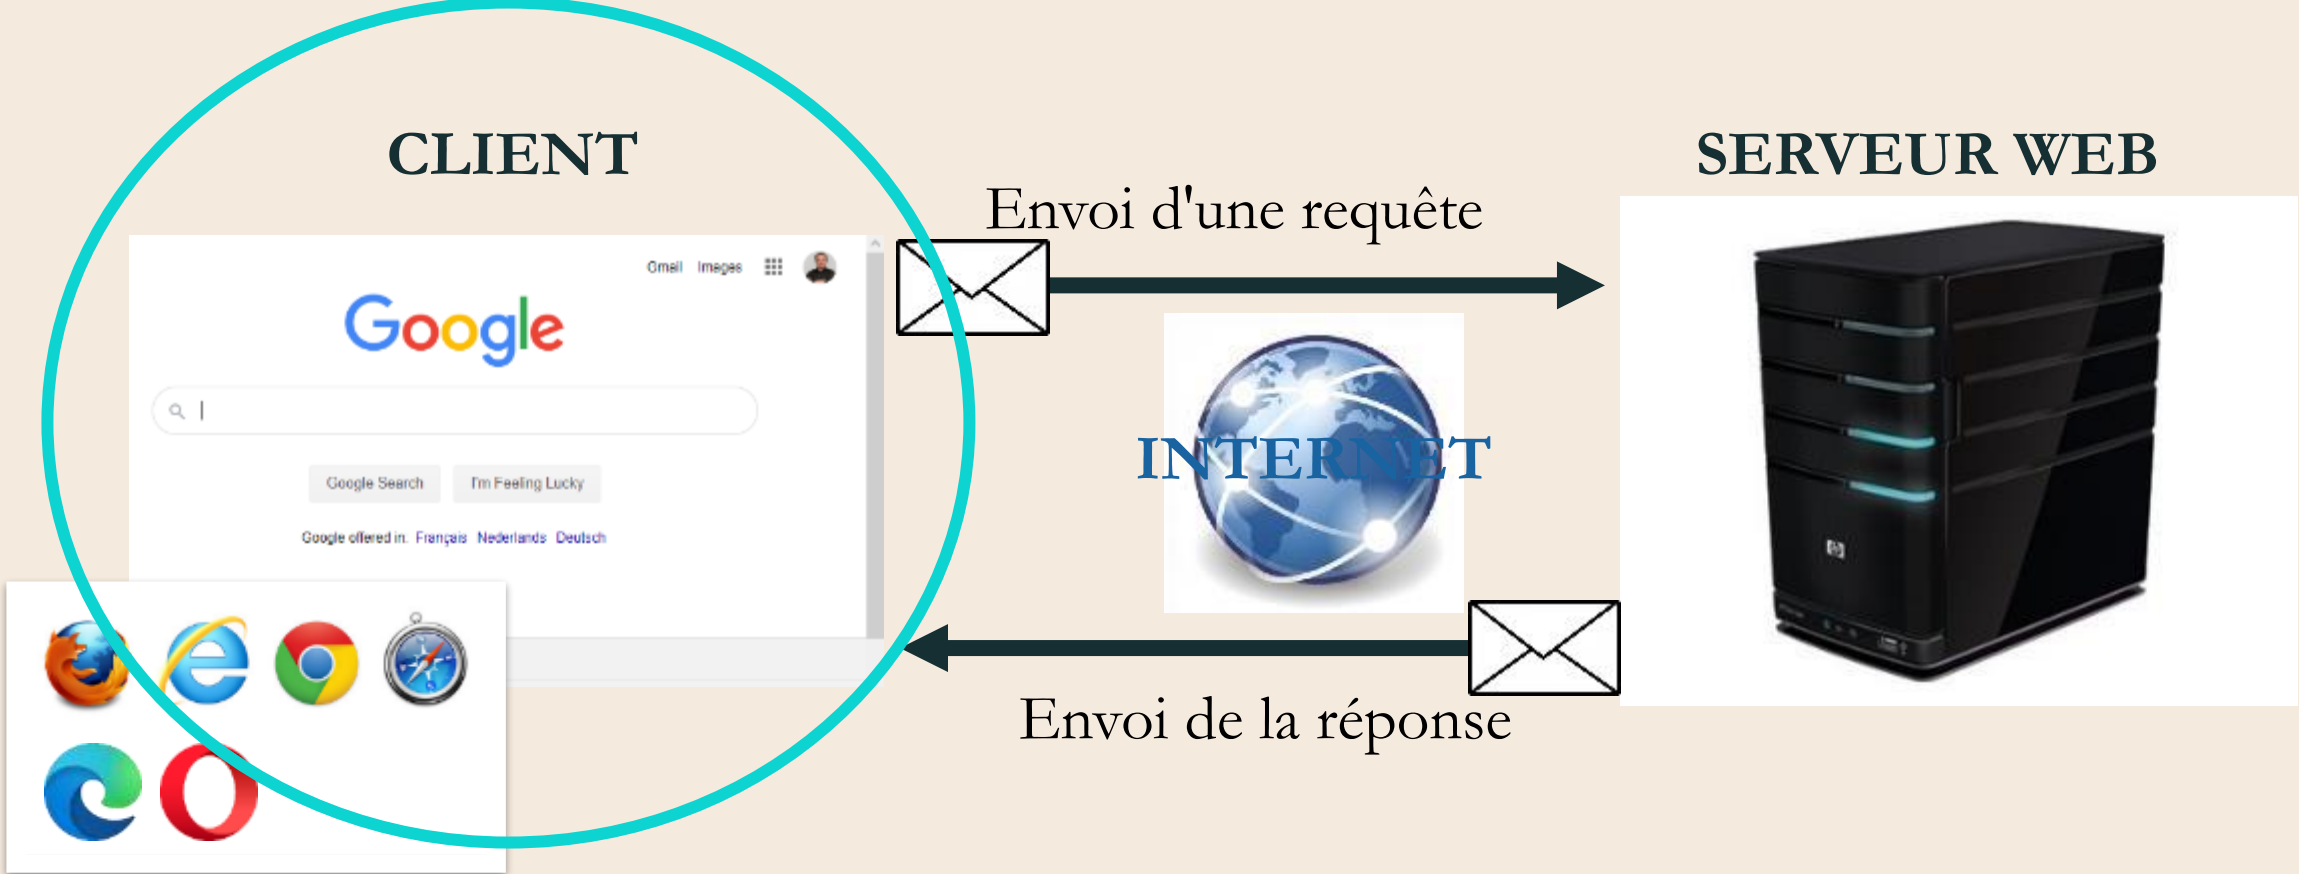 CLIENT
SERVEUR WEB
Envoi d'une requête
Gmail Images
Google
Google Search I'm Feeling Lucky
Google offered in: Français Nederlands Deutsch
INTERNET
Envoi de la réponse
hp